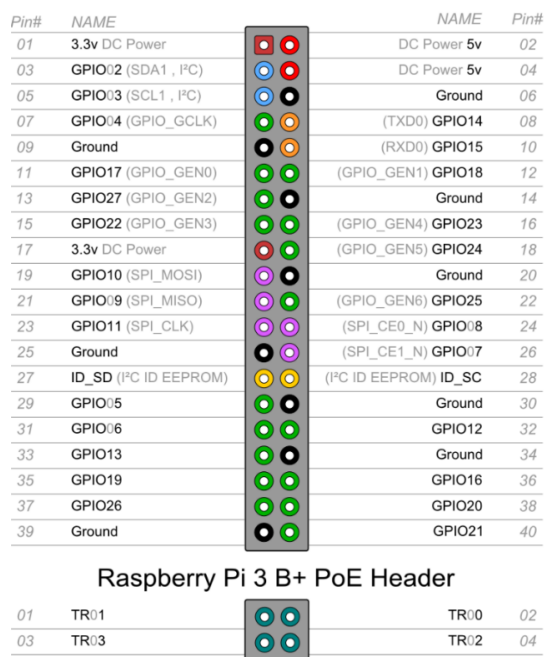 Pin# NAME NAME Pin#
01 3.3v DC Power DC Power 5v 02
03 GPIO02 (SDA1 , I²C) DC Power 5v 04
05 GPIO03 (SCL1 , I²C) Ground 06
07 GPIO04 (GPIO_GCLK) (TXD0) GPIO14 08
09 Ground (RXD0) GPIO15 10
11 GPIO17 (GPIO_GEN0) (GPIO_GEN1) GPIO18 12
13 GPIO27 (GPIO_GEN2) Ground 14
15 GPIO22 (GPIO_GEN3) (GPIO_GEN4) GPIO23 16
17 3.3v DC Power (GPIO_GEN5) GPIO24 18
19 GPIO10 (SPI_MOSI) Ground 20
21 GPIO09 (SPI_MISO) (GPIO_GEN6) GPIO25 22
23 GPIO11 (SPI_CLK) (SPI_CE0_N) GPIO08 24
25 Ground (SPI_CE1_N) GPIO07 26
27 ID_SD (I²C ID EEPROM) (I²C ID EEPROM) ID_SC 28
29 GPIO05 Ground 30
31 GPIO06 GPIO12 32
33 GPIO13 Ground 34
35 GPIO19 GPIO16 36
37 GPIO26 GPIO20 38
39 Ground GPIO21 40
Raspberry Pi 3 B+ PoE Header
01 TR01 TR00 02
03 TR03 TR02 04